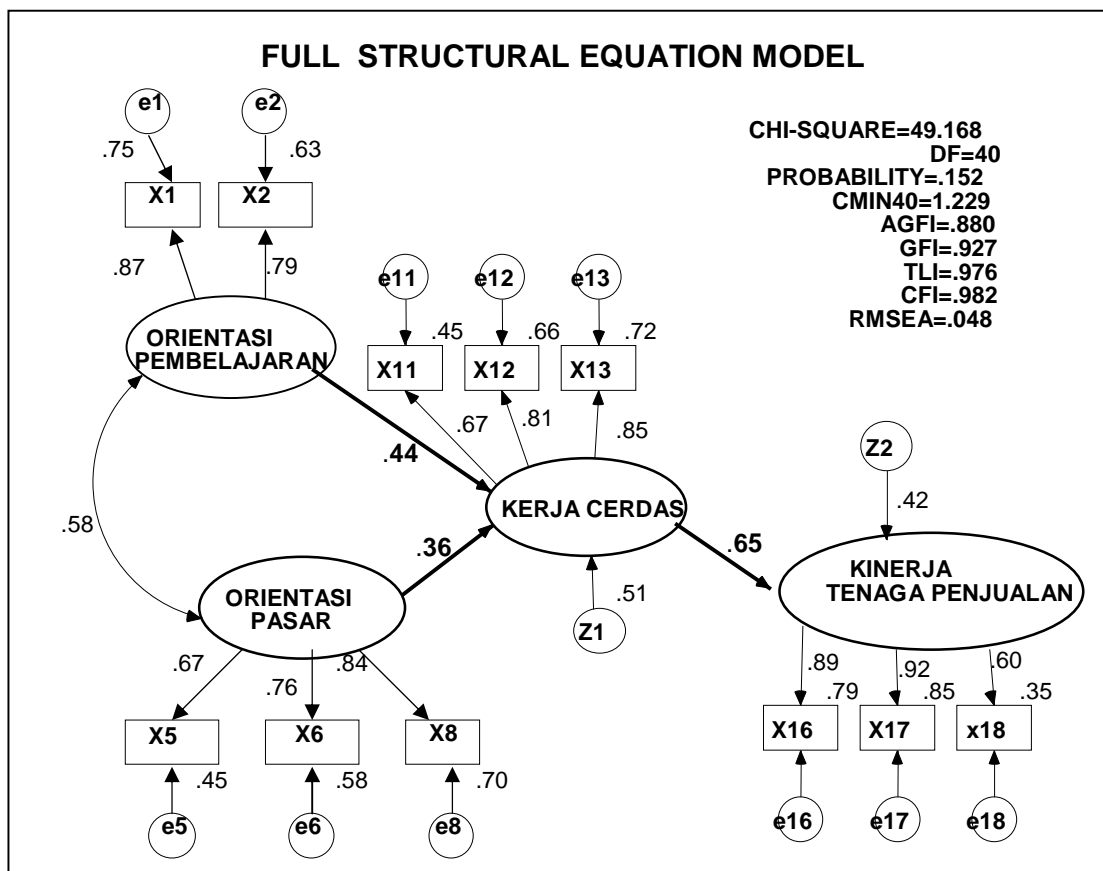 FULL STRUCTURAL EQUATION MODEL
e1
e2
.75
.63
X1
X2
.87
.79
CHI-SQUARE=49.168
DF=40
PROBABILITY=.152
CMIN40=1.229
AGFI=.880
GFI=.927
TLI=.976
CFI=.982
RMSEA=.048
e11
e12
e13
.45
.66
.72
X11
X12
X13
.67
.81
.85
ORIENTASI
PEMBELAJARAN
.44
.58
.36
KERJA CERDAS
.51
Z1
.65
Z2
.42
KINERJA
TENAGA PENJUALAN
ORIENTASI
PASAR
.67
.76
.84
X5
X6
X8
.45
.58
.70
e5
e6
e8
.89
.92
.60
.79
.85
.35
X16
X17
x18
e16
e17
e18